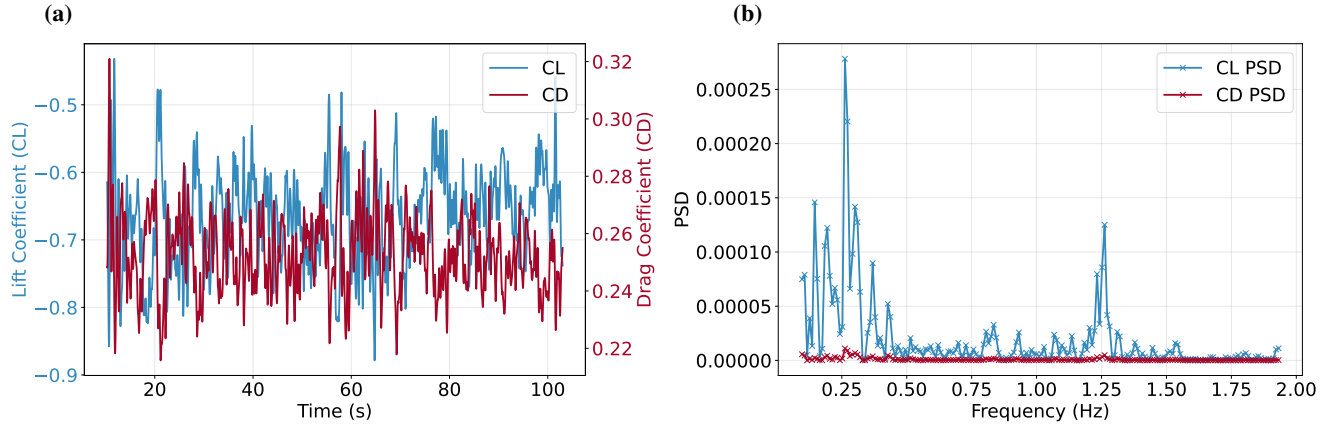 (a)
(b)
CL
CD
−0.5
−0.6
−0.7
−0.8
−0.9
Lift Coefficient (CL)
0.32
0.30
0.28
0.26
0.24
0.22
Drag Coefficient (CD)
20
40
60
80
100
Time (s)
CL PSD
CD PSD
0.00025
0.00020
0.00015
0.00010
0.00005
0.00000
PSD
0.25
0.50
0.75
1.00
1.25
1.50
1.75
2.00
Frequency (Hz)